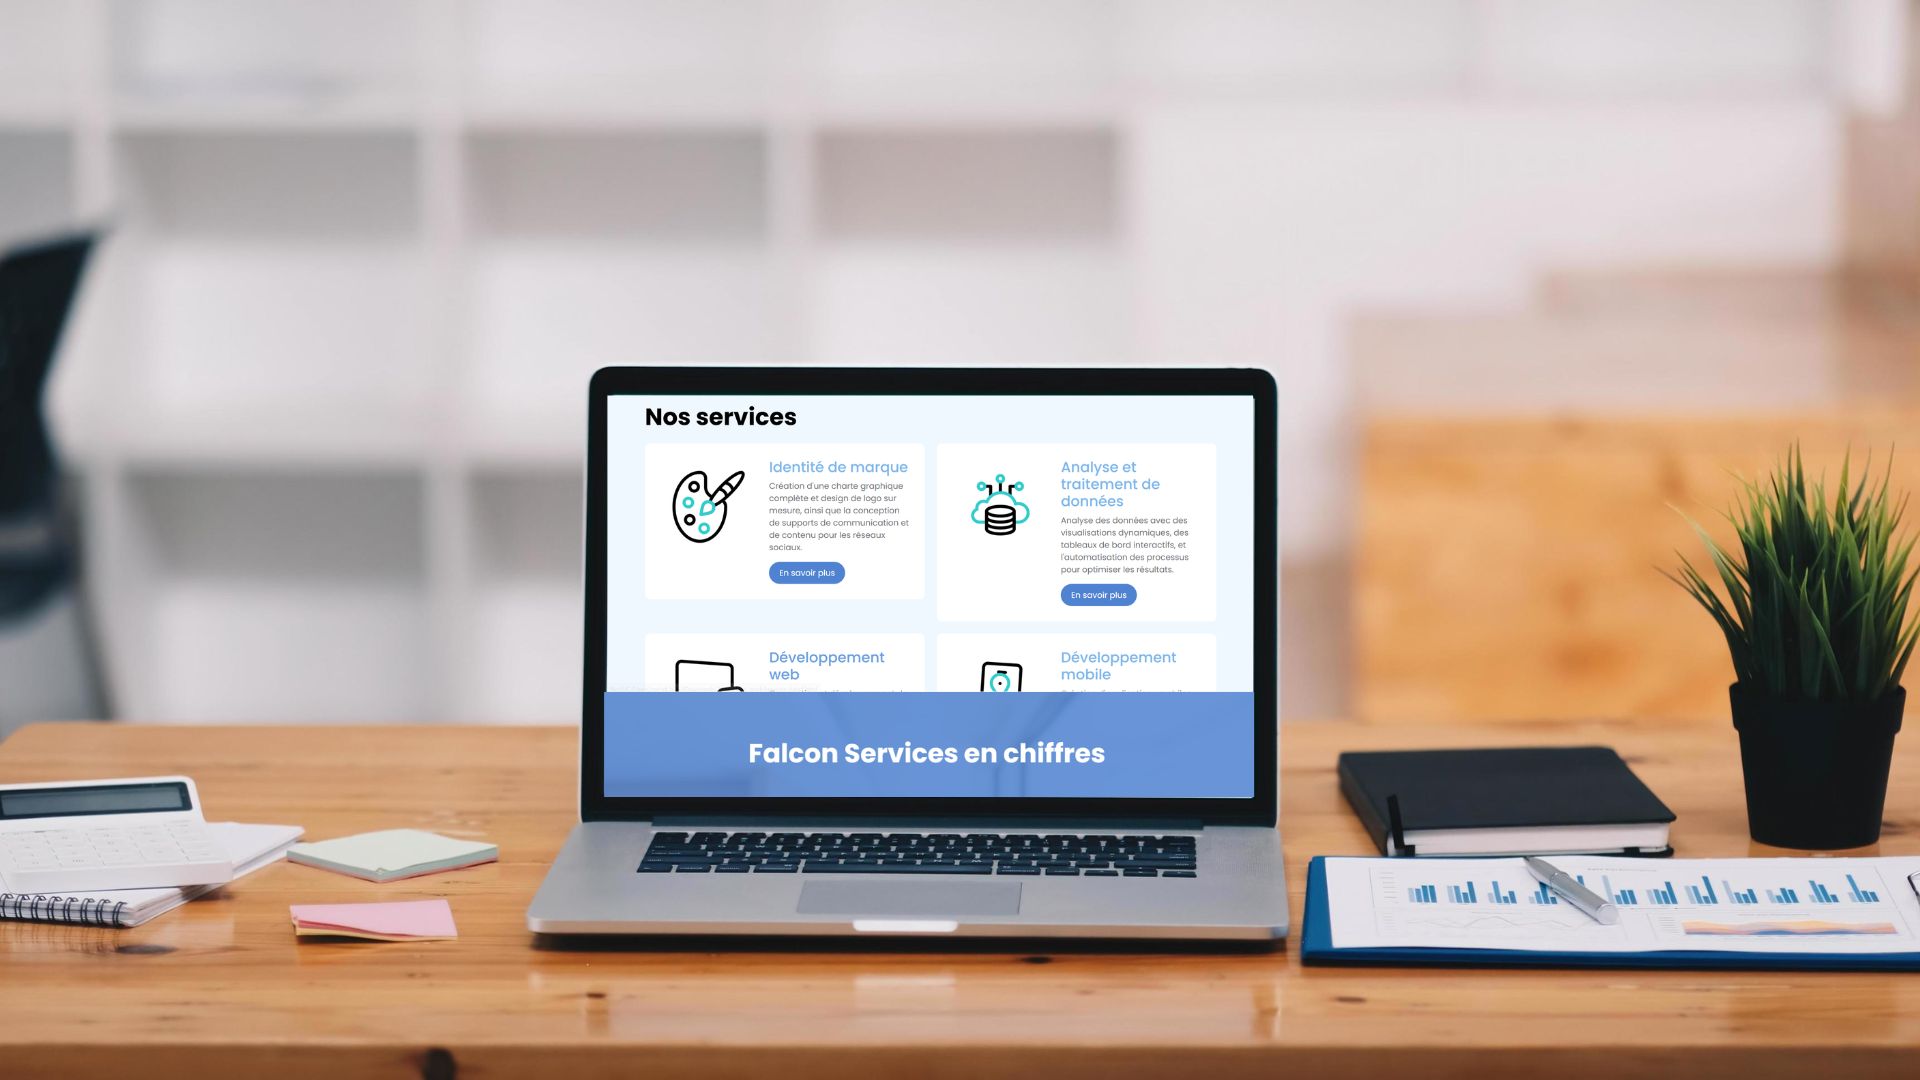 Nos services
Identité de marque
Création d'une charte graphique
complète et design de logo sur
mesure, ainsi que la conception
de supports de communication et
de contenu pour les réseaux
sociaux.
En savoir plus
Analyse et
traitement de
données
Analyse des données avec des
visualisations dynamiques, des
tableaux de bord interactifs, et
l'automatisation des processus
pour optimiser les résultats.
En savoir plus
Développement
web
Développement
mobile
Falcon Services en chiffres